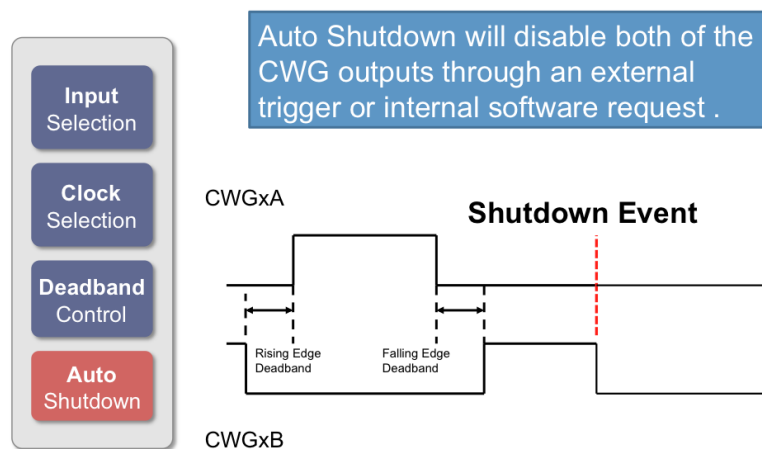 Auto Shutdown will disable both of the
CWG outputs through an external
trigger or internal software request .
Input
Selection
Clock
Selection
Deadband
Control
Auto
Shutdown
CWGxA
Shutdown Event
Rising Edge
Deadband
Falling Edge
Deadband
CWGxB